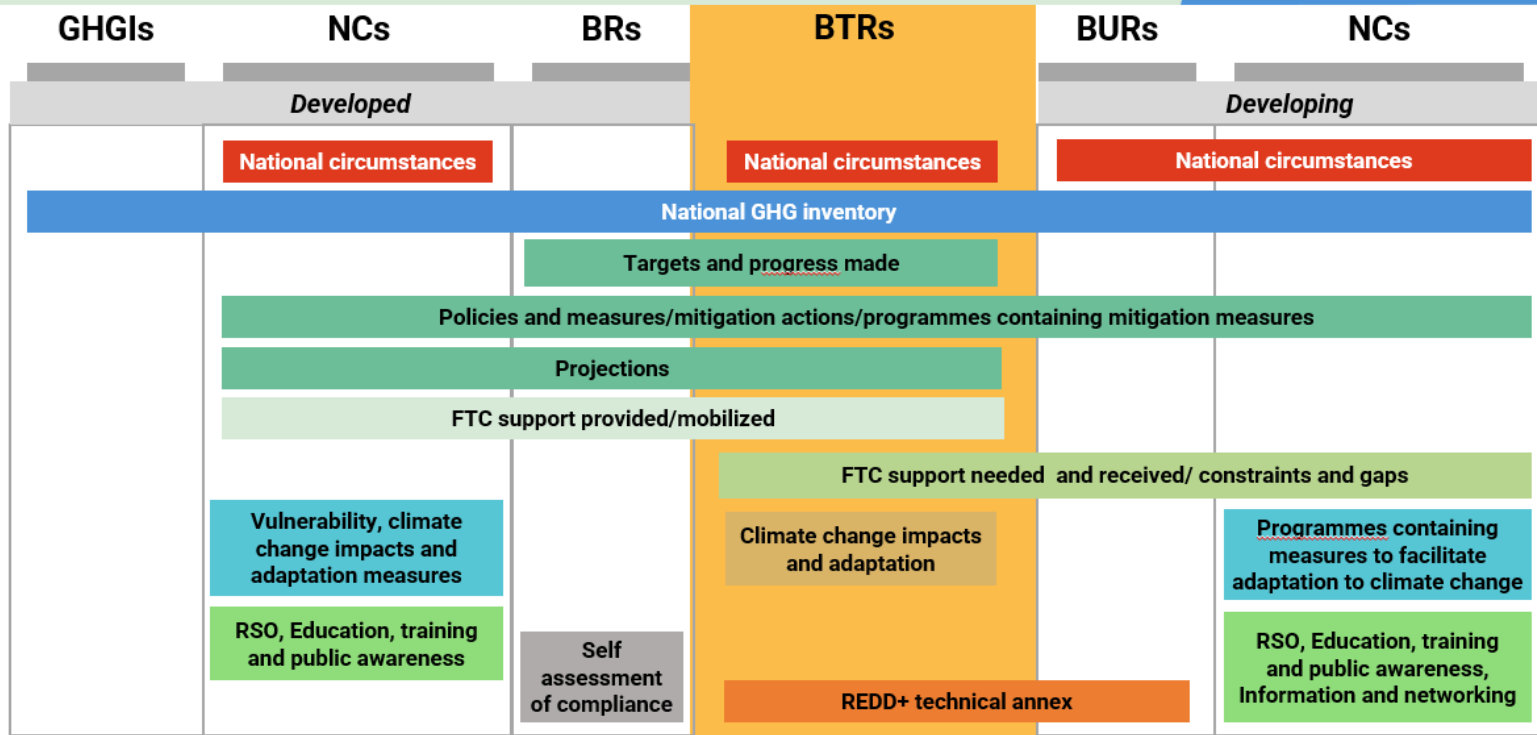 GHGIs
NCs
BRs
BTRs
BURs
NCs
Developed
Developing
National circumstances
National circumstances
National circumstances
National GHG inventory
Targets and progress made
Policies and measures/mitigation actions/programmes containing mitigation measures
Projections
FTC support provided/mobilized
FTC support needed and received/ constraints and gaps
Vulnerability, climate
change impacts and
adaptation measures
Climate change impacts
and adaptation
Programmes containing
measures to facilitate
adaptation to climate change
RSO, Education, training
and public awareness
Self
assessment
of compliance
REDD+ technical annex
RSO, Education, training
and public awareness,
Information and networking